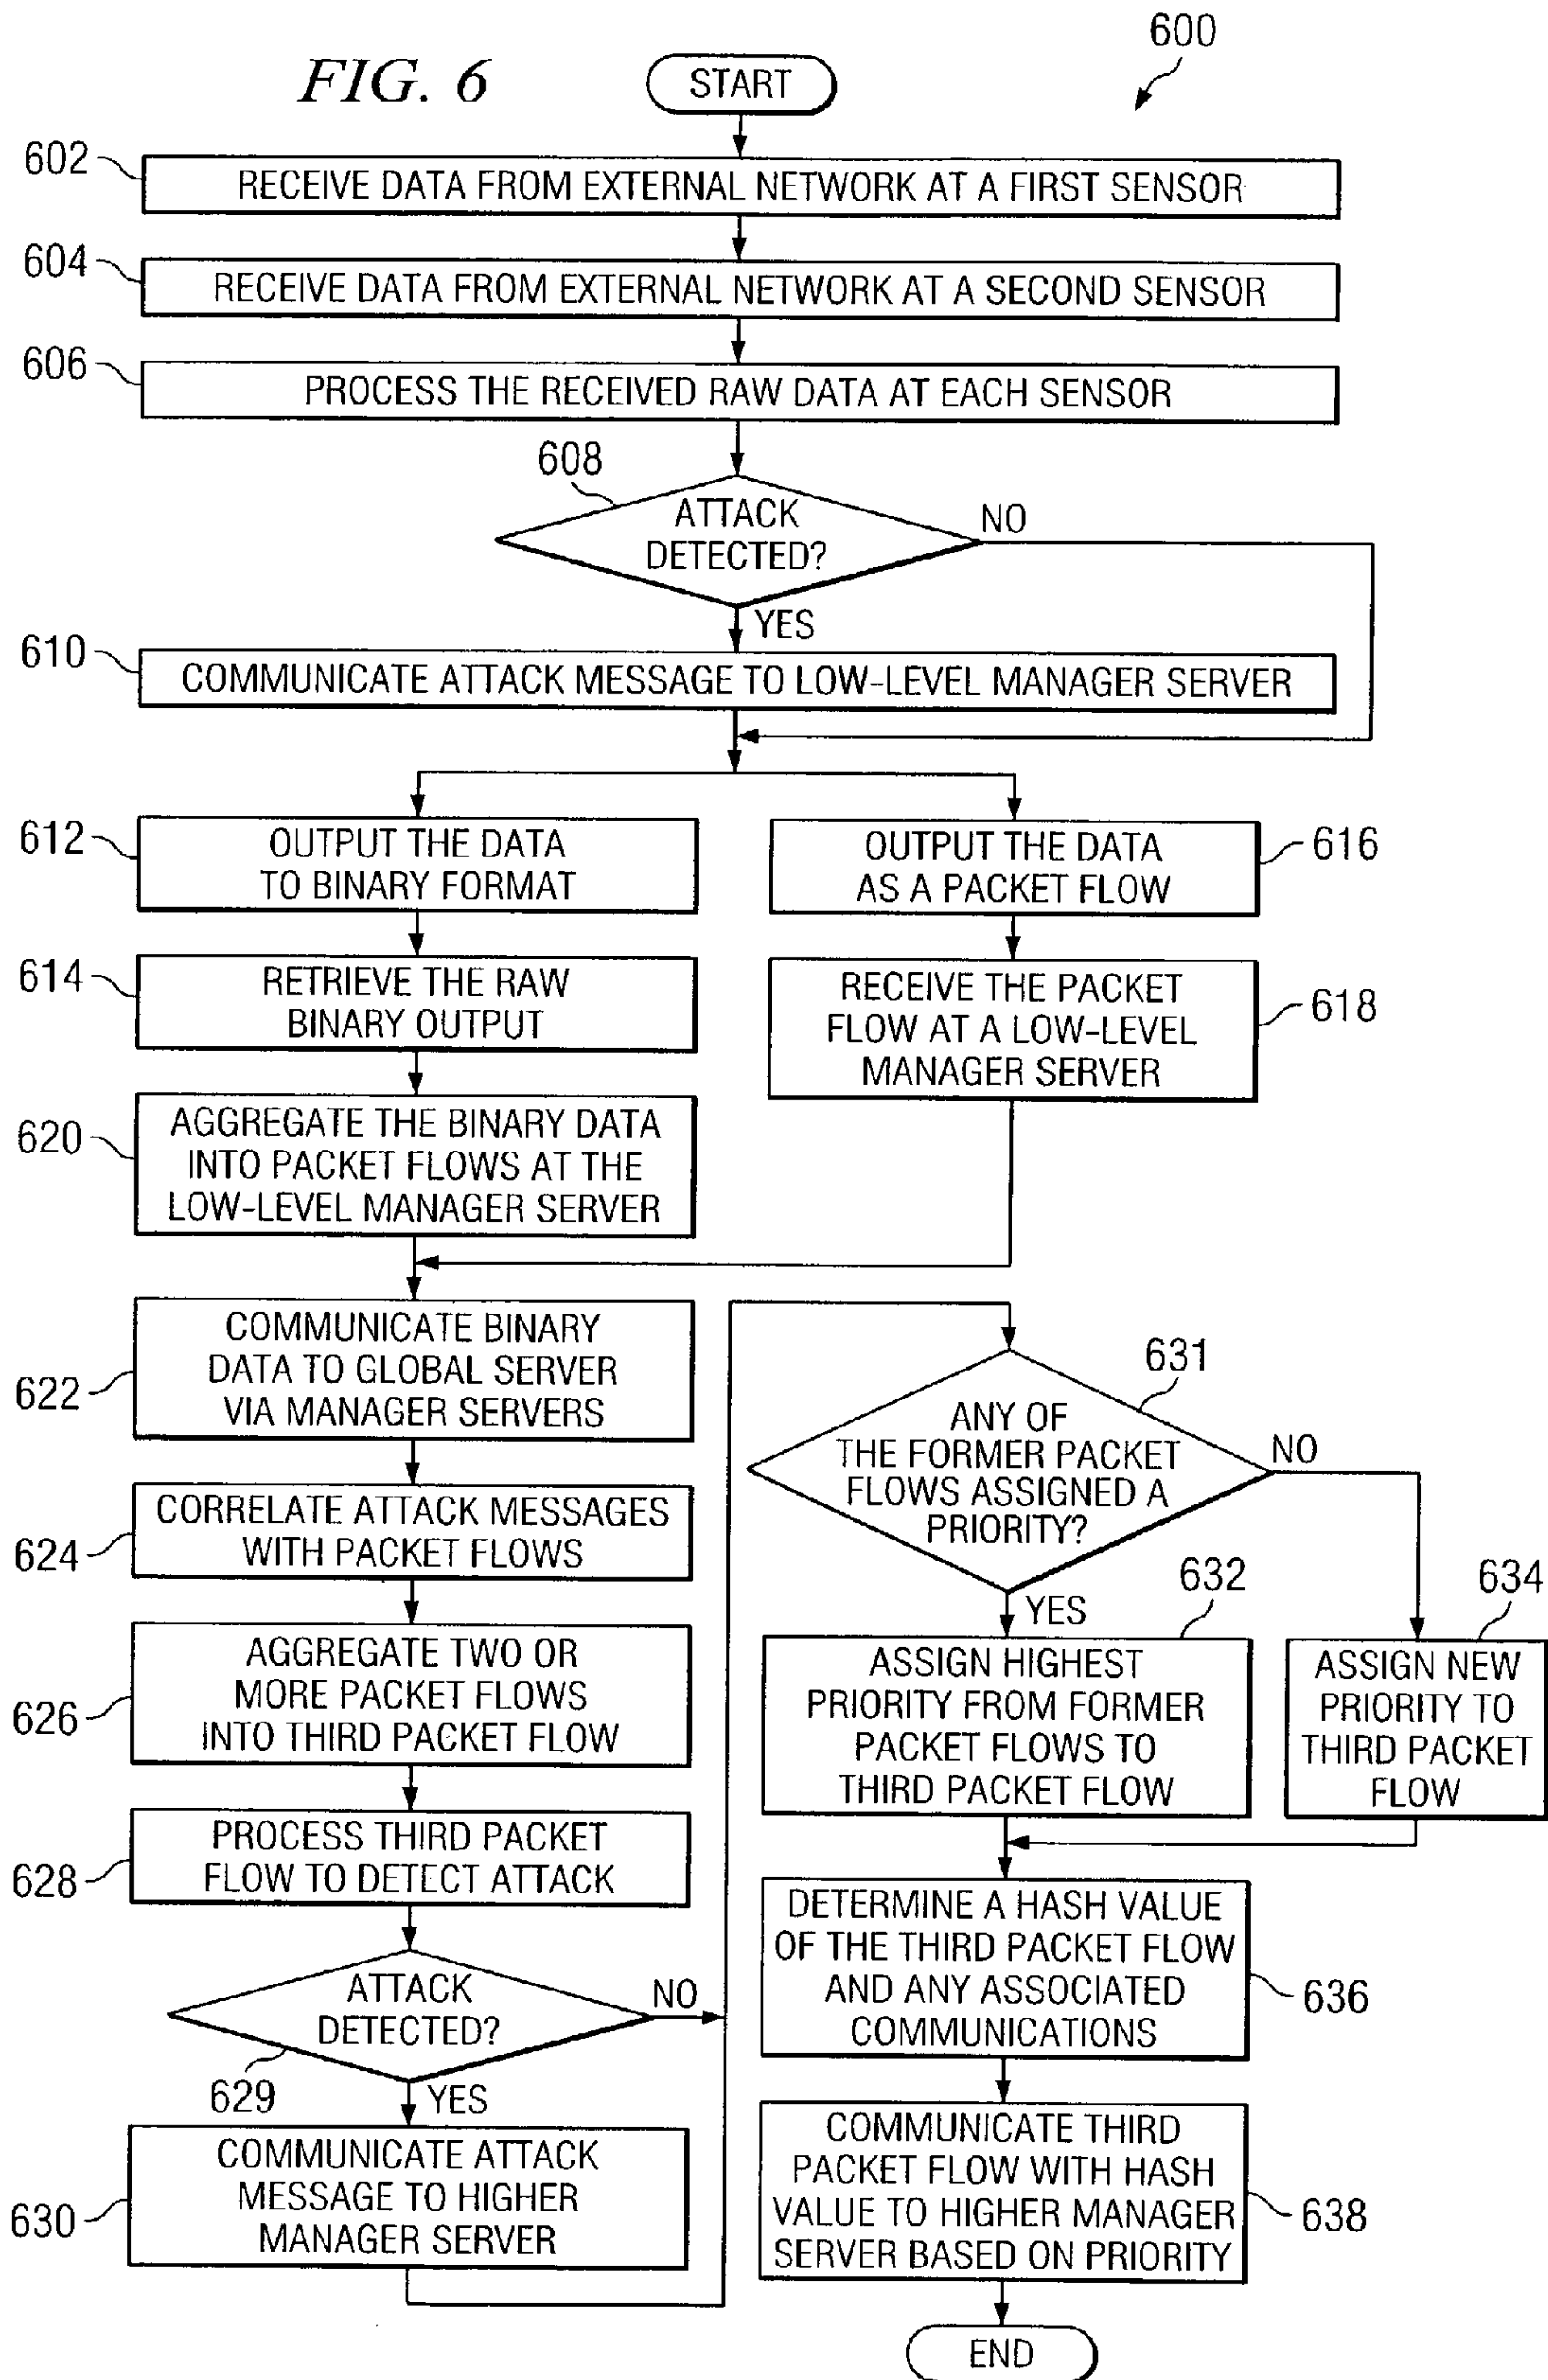 FIG. 6
600
START
602
RECEIVE DATA FROM EXTERNAL NETWORK AT A FIRST SENSOR
604
RECEIVE DATA FROM EXTERNAL NETWORK AT A SECOND SENSOR
606
PROCESS THE RECEIVED RAW DATA AT EACH SENSOR
608
ATTACK
DETECTED?
NO
YES
610
COMMUNICATE ATTACK MESSAGE TO LOW-LEVEL MANAGER SERVER
612
OUTPUT THE DATA
TO BINARY FORMAT
616
OUTPUT THE DATA
AS A PACKET FLOW
614
RETRIEVE THE RAW
BINARY OUTPUT
618
RECEIVE THE PACKET
FLOW AT A LOW-LEVEL
MANAGER SERVER
620
AGGREGATE THE BINARY DATA
INTO PACKET FLOWS AT THE
LOW-LEVEL MANAGER SERVER
622
COMMUNICATE BINARY
DATA TO GLOBAL SERVER
VIA MANAGER SERVERS
624
CORRELATE ATTACK MESSAGES
WITH PACKET FLOWS
626
AGGREGATE TWO OR
MORE PACKET FLOWS
INTO THIRD PACKET FLOW
628
PROCESS THIRD PACKET
FLOW TO DETECT ATTACK
ATTACK
DETECTED?
NO
629
YES
630
COMMUNICATE ATTACK
MESSAGE TO HIGHER
MANAGER SERVER
631
ANY OF
THE FORMER PACKET
FLOWS ASSIGNED A
PRIORITY?
NO
YES
632
ASSIGN HIGHEST
PRIORITY FROM FORMER
PACKET FLOWS TO
THIRD PACKET FLOW
634
ASSIGN NEW
PRIORITY TO
THIRD PACKET
FLOW
DETERMINE A HASH VALUE
OF THE THIRD PACKET FLOW
AND ANY ASSOCIATED
COMMUNICATIONS
636
COMMUNICATE THIRD
PACKET FLOW WITH HASH
VALUE TO HIGHER MANAGER
SERVER BASED ON PRIORITY
638
END